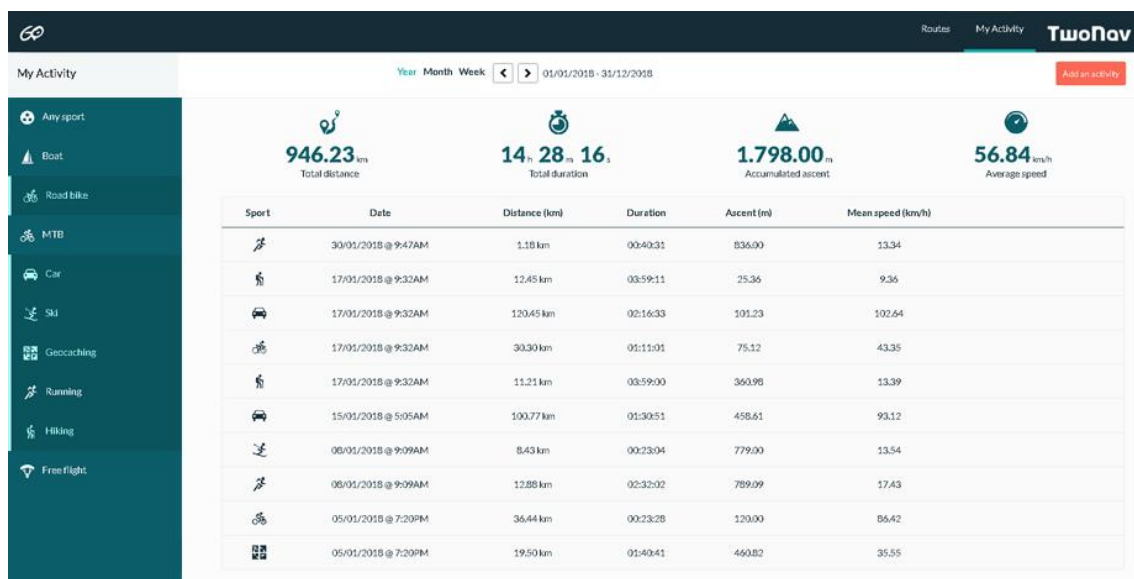 GO
Routes My Activity TwoNav
My Activity
Year Month Week 01/01/2018 - 31/12/2018
Add an activity
Any sport
Boat
Road bike
MTB
Car
Ski
Geocaching
Running
Hiking
Free flight
946.23 km
Total distance
14 h 28 m 16 s
Total duration
1.798.00 m
Accumulated ascent
56.84 km/h
Average speed
Sport Date Distance (km) Duration Ascent (m) Mean speed (km/h)
30/01/2018 @ 9:47AM 1.18 km 00:40:31 836.00 13.34
17/01/2018 @ 9:32AM 12.45 km 03:59:11 25.36 9.36
17/01/2018 @ 9:32AM 120.45 km 02:16:33 101.23 102.64
17/01/2018 @ 9:32AM 30.30 km 01:11:01 75.12 43.35
17/01/2018 @ 9:32AM 11.21 km 03:59:00 360.98 13.39
15/01/2018 @ 5:05AM 100.77 km 01:30:51 458.61 93.12
08/01/2018 @ 9:09AM 8.43 km 00:23:04 779.00 13.54
08/01/2018 @ 9:09AM 12.88 km 02:32:02 789.09 17.43
05/01/2018 @ 7:20PM 36.44 km 00:23:28 120.00 86.42
05/01/2018 @ 7:20PM 19.50 km 01:40:41 460.82 35.55